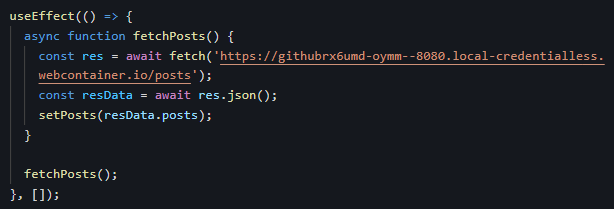 useEffect(() => {
  async function fetchPosts() {
    const res = await fetch('https://githubrx6umd-oymm--8080.local-credentialless.
    webcontainer.io/posts');
    const resData = await res.json();
    setPosts(resData.posts);
  }

  fetchPosts();
}, []);